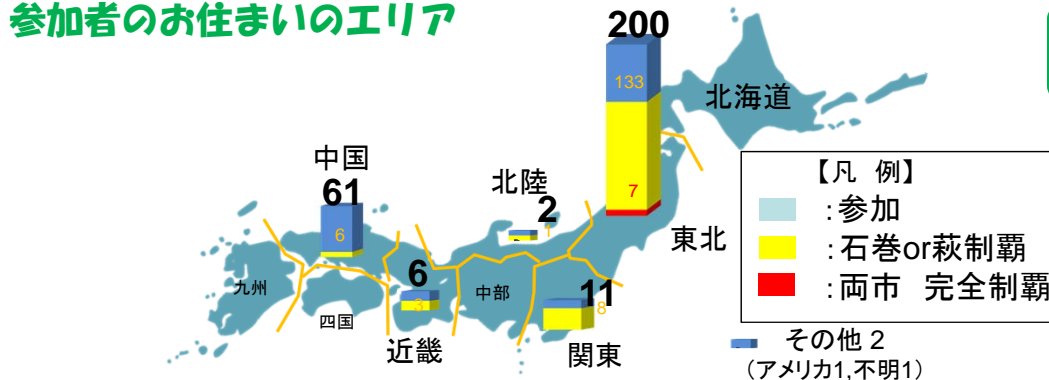 参加者のお住まいのエリア
200
133
7
北海道
中国
61
6
北陸
2
1
東北
九州
四国
6
3
近畿
中部
11
8
関東
【凡 例】
:参加
:石巻or萩制覇
:両市 完全制覇
その他 2
(アメリカ1,不明1)